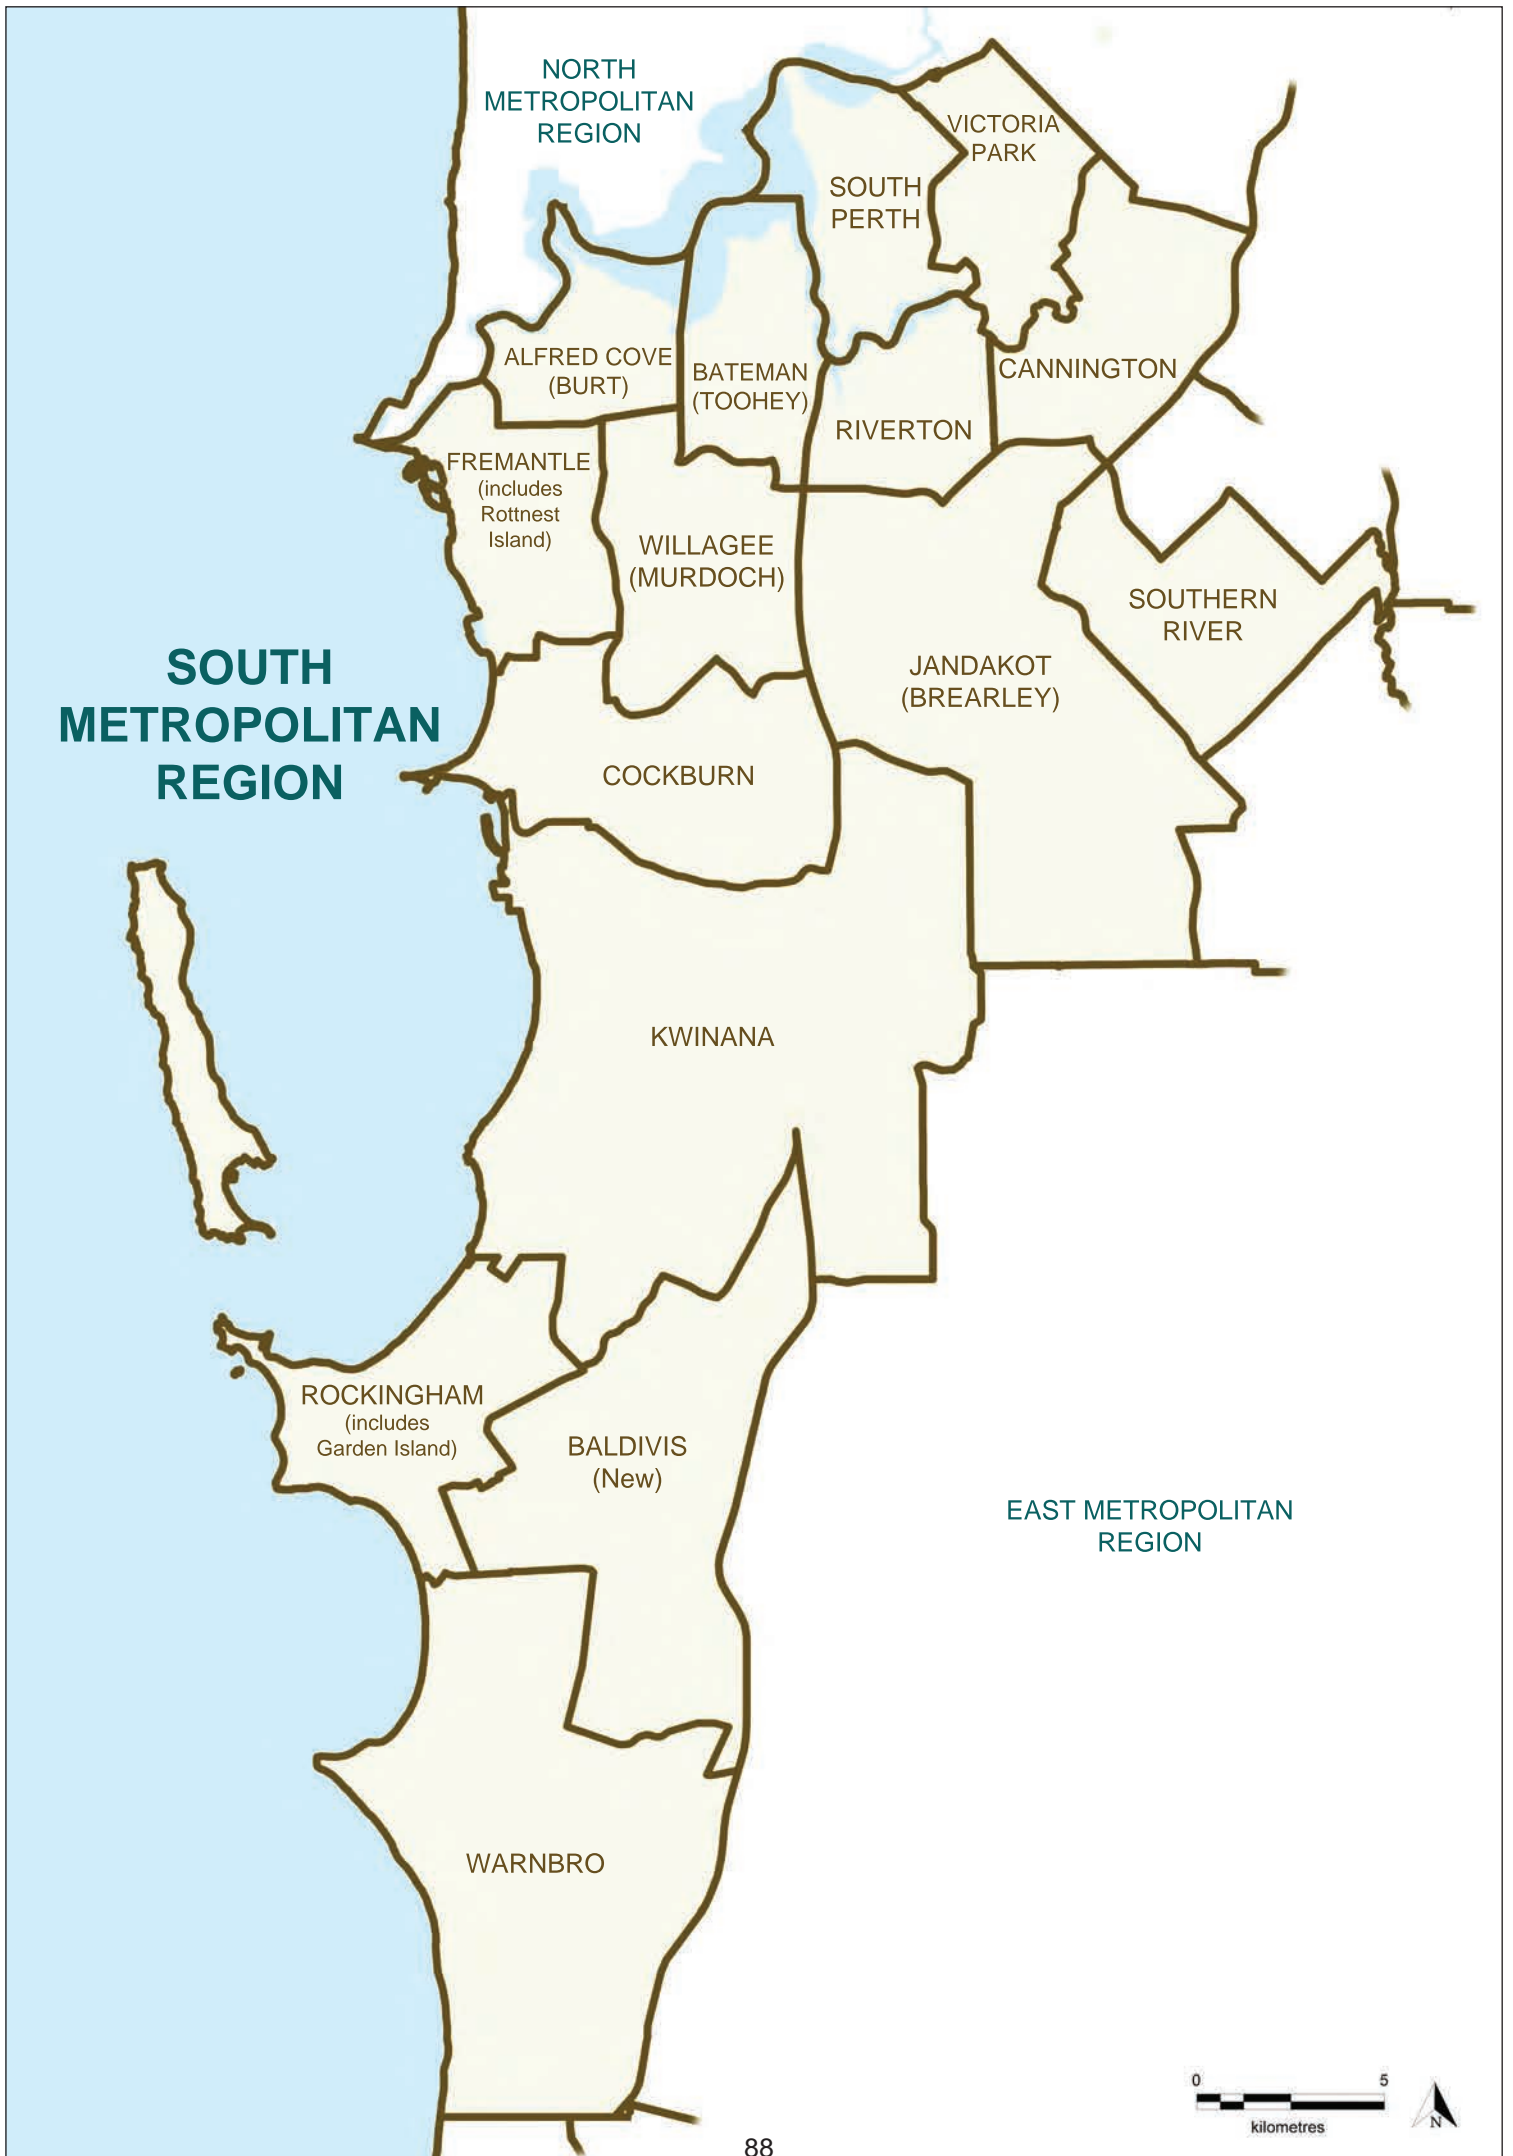 NORTH
METROPOLITAN
REGION
VICTORIA
PARK
SOUTH
PERTH
ALFRED COVE
(BURT)
BATEMAN
(TOOHEY)
CANNINGTON
RIVERTON
FREMANTLE
(includes
Rottnest
Island)
WILLAGEE
(MURDOCH)
SOUTHERN
RIVER
SOUTH
METROPOLITAN
REGION
JANDAKOT
(BREARLEY)
COCKBURN
KWINANA
ROCKINGHAM
(includes
Garden Island)
BALDIVIS
(New)
EAST METROPOLITAN
REGION
WARNBRO
0 5
kilometres
N
88